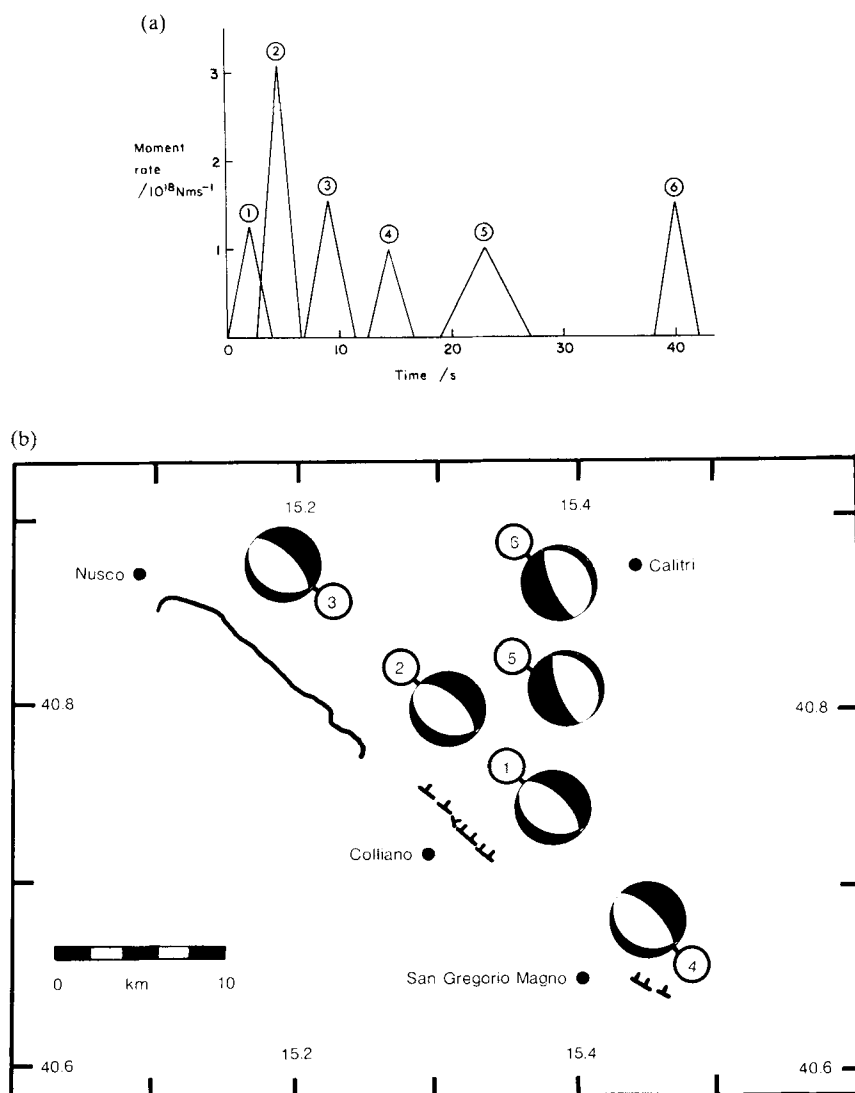 (a)
3
2
1
Moment
rate
/10¹⁸Nms⁻¹
① ② ③ ④ ⑤ ⑥
0 10 20 30 40
Time /s
(b)
15.2 15.4
Nusco
3
6
Calitri
2
5
40.8 40.8
1
Colliano
4
San Gregorio Magno
0 km 10
15.2 15.4
40.6 40.6